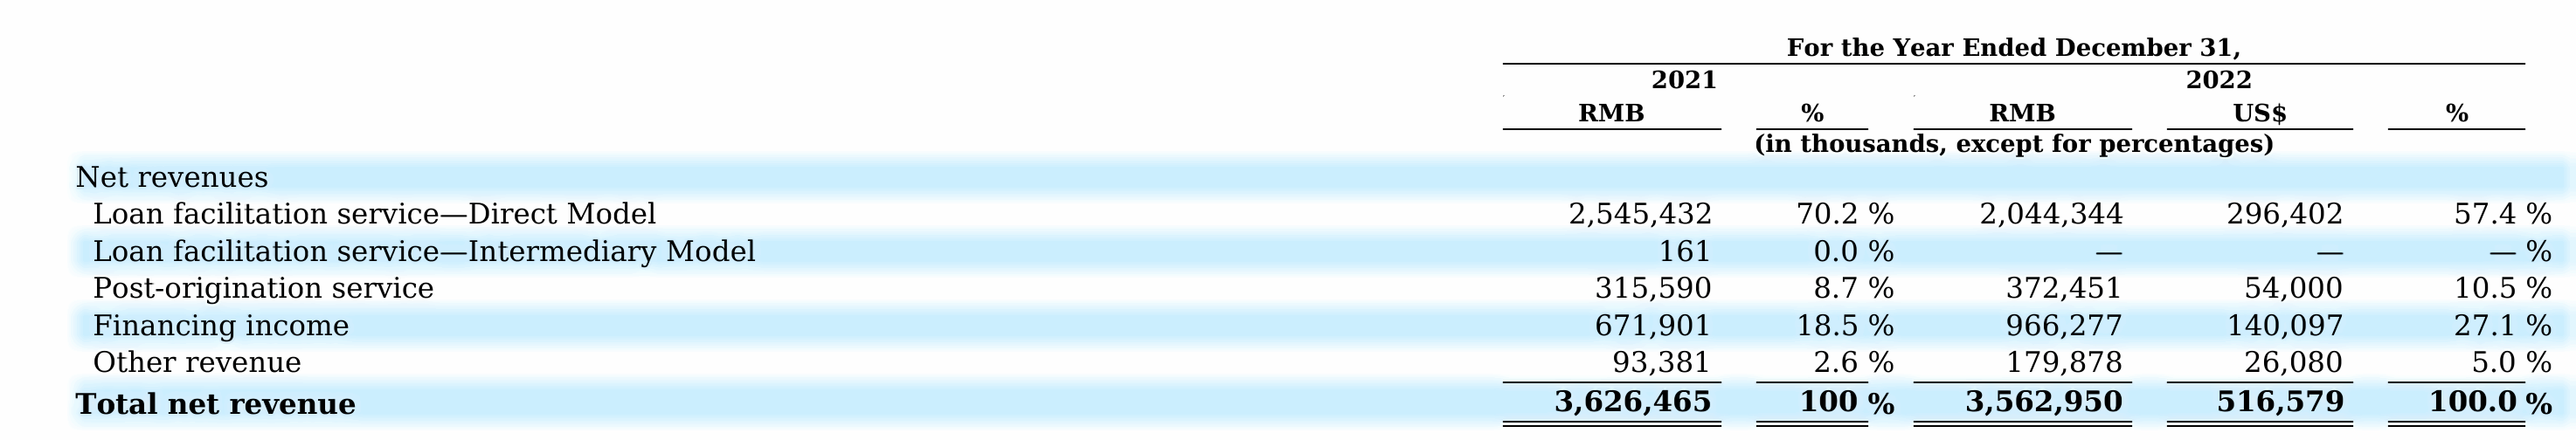 For the Year Ended December 31,
2021 2022
RMB % RMB US$ %
(in thousands, except for percentages)
Net revenues
Loan facilitation service—Direct Model 2,545,432 70.2 % 2,044,344 296,402 57.4 %
Loan facilitation service—Intermediary Model 161 0.0 % — — — %
Post-origination service 315,590 8.7 % 372,451 54,000 10.5 %
Financing income 671,901 18.5 % 966,277 140,097 27.1 %
Other revenue 93,381 2.6 % 179,878 26,080 5.0 %
Total net revenue 3,626,465 100 % 3,562,950 516,579 100.0 %